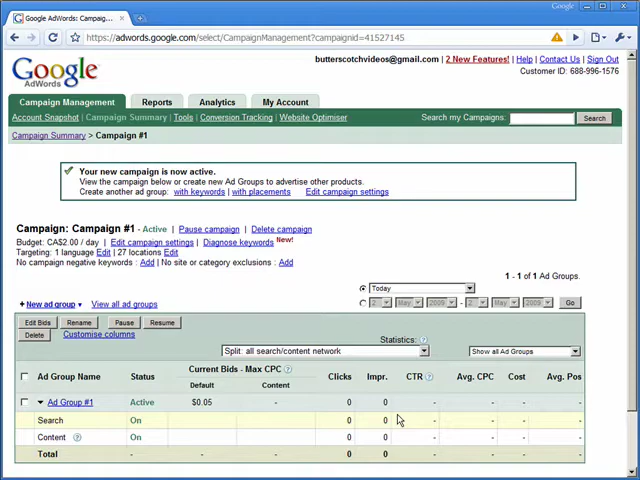 Google
Google AdWords: Campaig...
https://adwords.google.com/select/CampaignManagement?campaignid=41527145
Google AdWords
butterscotchvideos@gmail.com | 2 New Features! | Help | Contact Us | Sign Out
Customer ID: 688-996-1576
Campaign Management Reports Analytics My Account
Account Snapshot | Campaign Summary | Tools | Conversion Tracking | Website Optimiser
Search my Campaigns: Search
Campaign Summary > Campaign #1
Your new campaign is now active.
View the campaign below or create new Ad Groups to advertise other products.
Create another ad group: with keywords | with placements Edit campaign settings
Campaign: Campaign #1 - Active | Pause campaign | Delete campaign
Budget: CA$2.00 / day | Edit campaign settings | Diagnose keywords New!
Targeting: 1 language Edit | 27 locations Edit
No campaign negative keywords : Add | No site or category exclusions : Add
1 - 1 of 1 Ad Groups.
Today
2 May 2009 - 2 May 2009 Go
+ New ad group | View all ad groups
Edit Bids Rename Pause Resume
Delete Customise columns
Statistics: ?
Split: all search/content network Show all Ad Groups
Ad Group Name Status Current Bids - Max CPC ? Default Content Clicks Impr. CTR ? Avg. CPC Cost Avg. Pos
Ad Group #1 Active $0.05 - 0 0 - - - -
Search On 0 0 - - - -
Content ? On 0 0 - - - -
Total - - - 0 0 - - - -